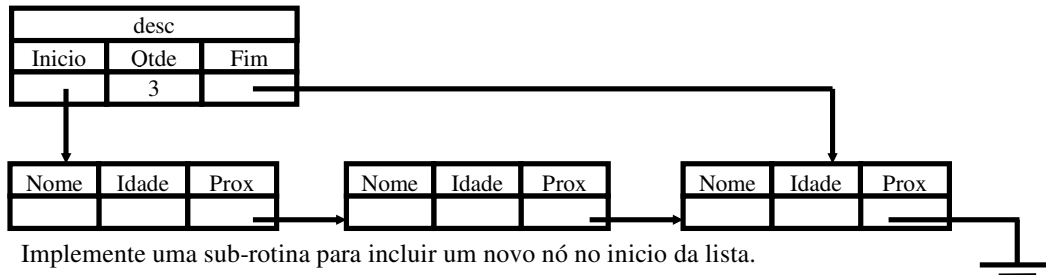 desc
Inicio Otde Fim
3
Nome Idade Prox Nome Idade Prox Nome Idade Prox
Implemente uma sub-rotina para incluir um novo nó no inicio da lista.